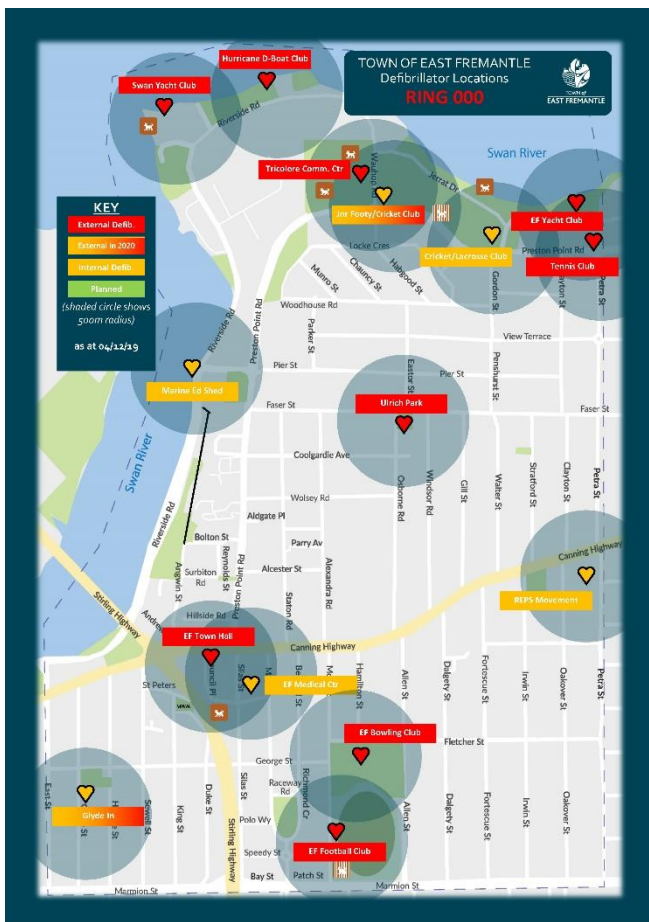 TOWN OF EAST FREMANTLE
Defibrillator Locations
RING 000
TOWN of
EAST FREMANTLE
Hurricane D-Boat Club
Swan Yacht Club
Riverside Rd
Swan River
Tricolore Comm. Ctr
Jerrat Dr
Jnr Footy/Cricket Club
EF Yacht Club
Cricket/Lacrosse Club
Preston Point Rd
Tennis Club
KEY
External Defib.
External in 2020
Internal Defib.
Planned
(shaded circle shows
500m radius)
as at 04/12/19
Locke Cres
Munro St
Chauncy St
Habgood St
Gordon St
Petra St
Woodhouse Rd
Riverside Rd
Preston Point Rd
Parker St
View Terrace
Pier St
Pier St
Penshurst St
Marine Ed Shed
Ulrich Park
Faser St
Faser St
Swan River
Coolgardie Ave
Wolsey Rd
Osborne Rd
Windsor Rd
Gill St
Walter St
Stratford St
Clayton St
Petra St
Aldgate Pl
Riverside Rd
Bolton St
Parry Av
Canning Highway
Surbiton
Rd
Reynolds St
Preston Point Rd
Alcester St
Alexandra Rd
Angwin St
Staton Rd
REPS Movement
Stirling Highway
Hillside Rd
EF Town Hall
Canning Highway
St Peters
EF Medical Ctr
Hamilton St
Allen St
Dalgety St
Fortescue St
Irwin St
Oakover St
Petra St
EF Bowling Club
Fletcher St
George St
Raceway
Rd
Richmond Cr
East St
Glyde In
Sewell St
King St
Duke St
Silas St
Stirling Highway
Polo Wy
Allen St
Dalgety St
Fortescue St
Irwin St
Oakover St
Speedy St
EF Football Club
Bay St
Patch St
Marmion St
Marmion St